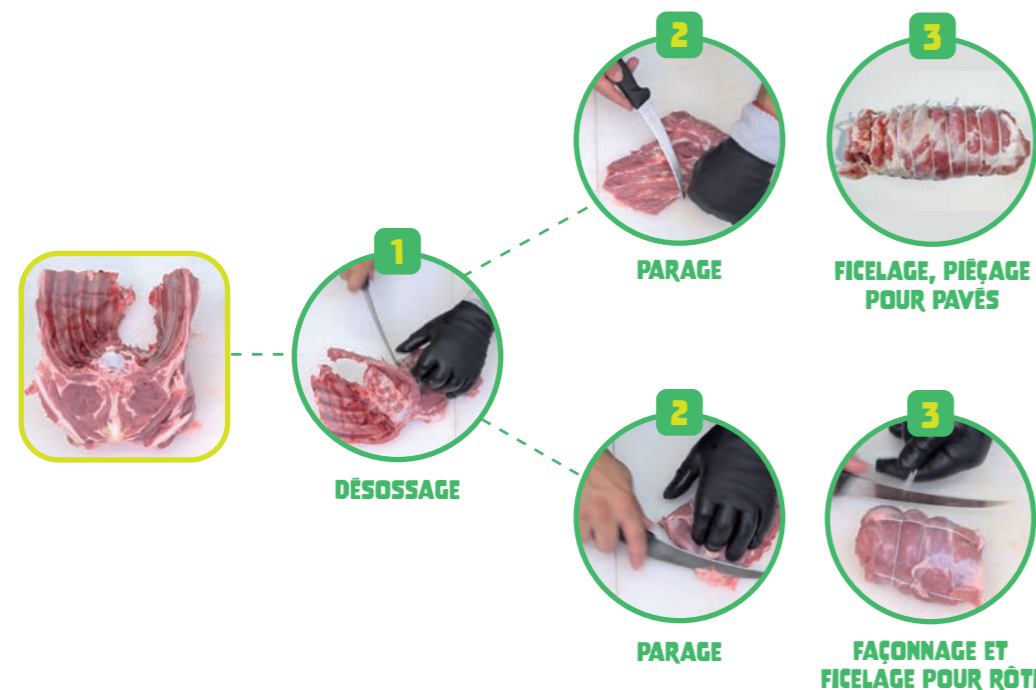 1
DÉSOSSAGE
2
PARAGE
3
FICELAGE, PIÉÇAGE
POUR PAVÉS
2
PARAGE
3
FAÇONNAGE ET
FICELAGE POUR RÔTI